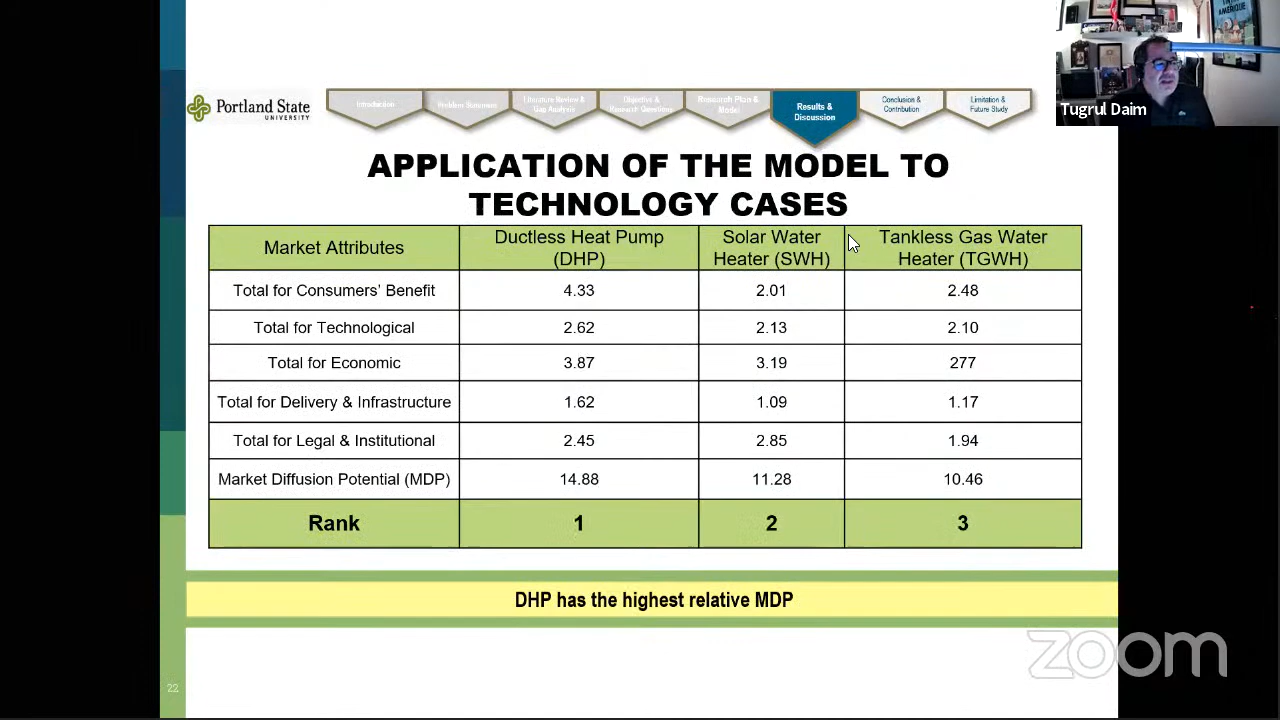 Portland State
UNIVERSITY
Introduction
Problem Statement
Literature Review &
Gap Analysis
Objective &
Research Questions
Research Plan &
Model
Results &
Discussion
Conclusion &
Contribution
Limitation &
Future Study
Tugrul Daim
APPLICATION OF THE MODEL TO
TECHNOLOGY CASES
Market Attributes
Ductless Heat Pump
(DHP)
Solar Water
Heater (SWH)
Tankless Gas Water
Heater (TGWH)
Total for Consumers' Benefit 4.33 2.01 2.48
Total for Technological 2.62 2.13 2.10
Total for Economic 3.87 3.19 277
Total for Delivery & Infrastructure 1.62 1.09 1.17
Total for Legal & Institutional 2.45 2.85 1.94
Market Diffusion Potential (MDP) 14.88 11.28 10.46
Rank 1 2 3
DHP has the highest relative MDP
zoom
22